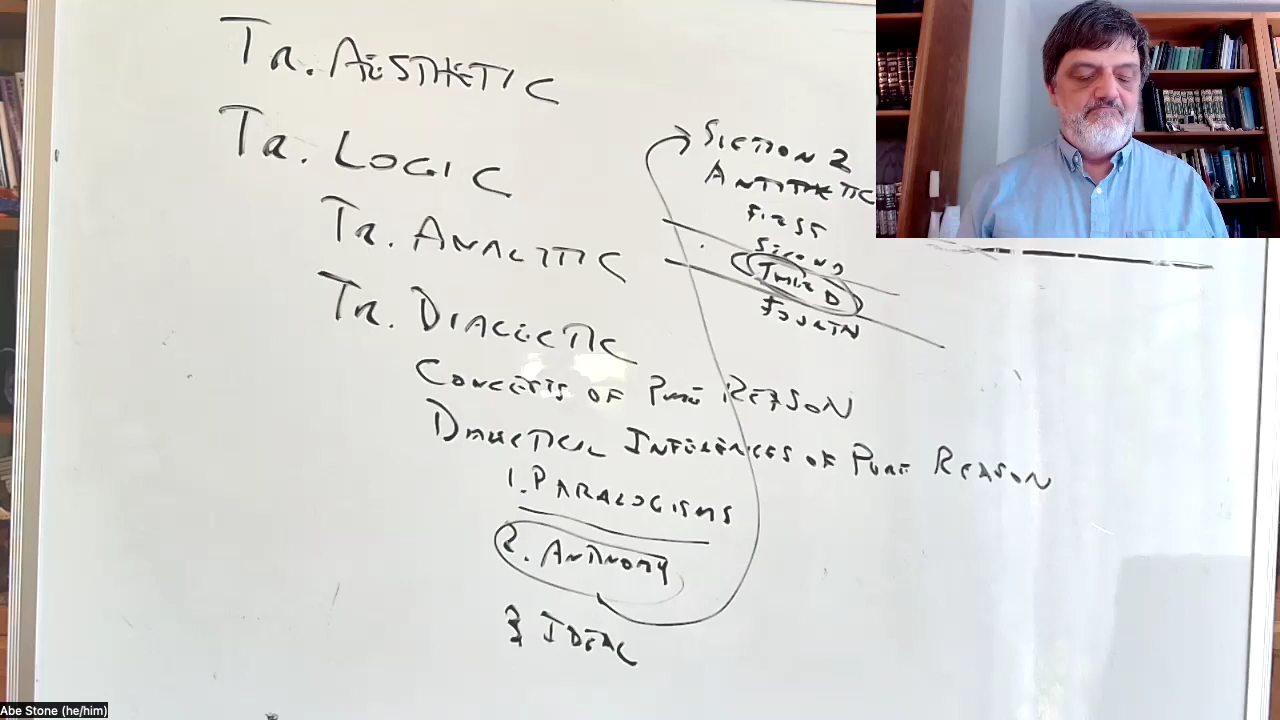 TR. AESTHETIC
TR. LOGIC
TR. ANALYTIC
TR. DIALECTIC
CONCEPTS OF PURE REASON
DIALECTICAL INFERENCES OF PURE REASON
1. PARALOGISMS
2. ANTINOMY
3 IDEAL
SECTION 2
ANTITHETIC
FIRST
SECOND
THIRD
FOURTH
Abe Stone (he/him)